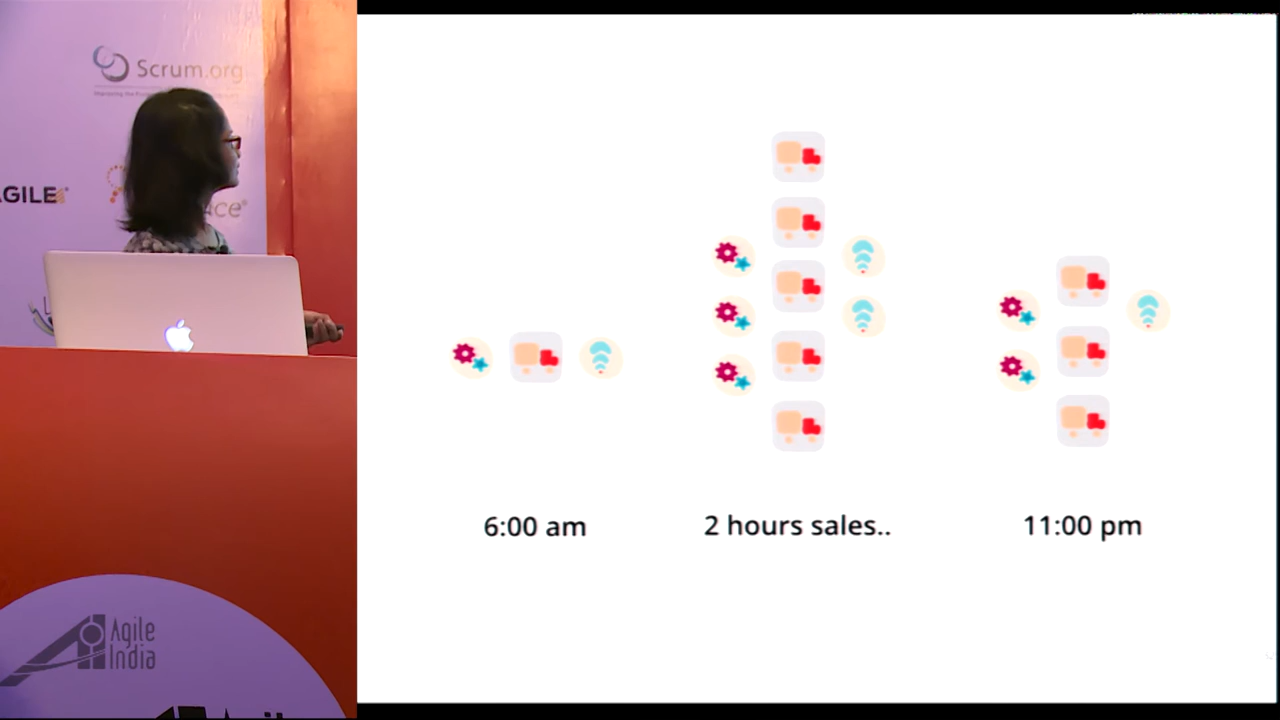 Scrum.org
AGILE
6:00 am
2 hours sales..
11:00 pm
Agile
India